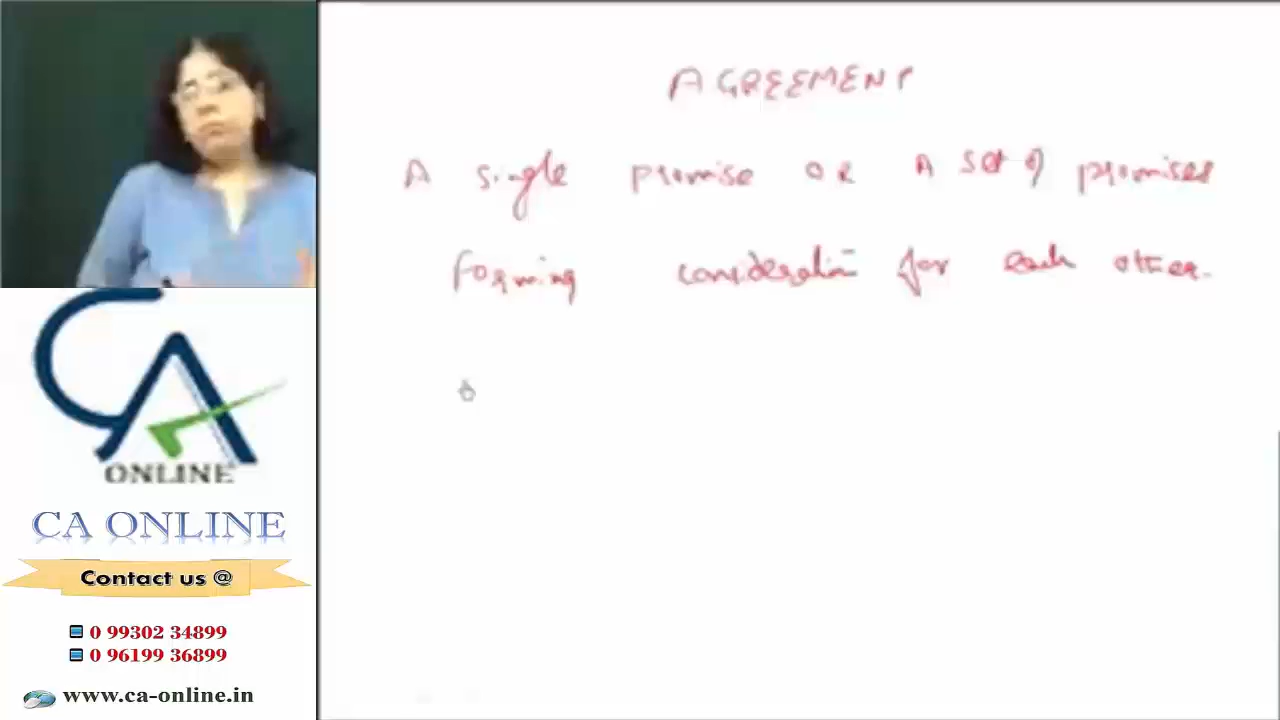 AGREEMENT
A single promise OR A set of promises
forming consideration for each other.
CA
ONLINE
CA ONLINE
Contact us @
0 99302 34899
0 96199 36899
www.ca-online.in